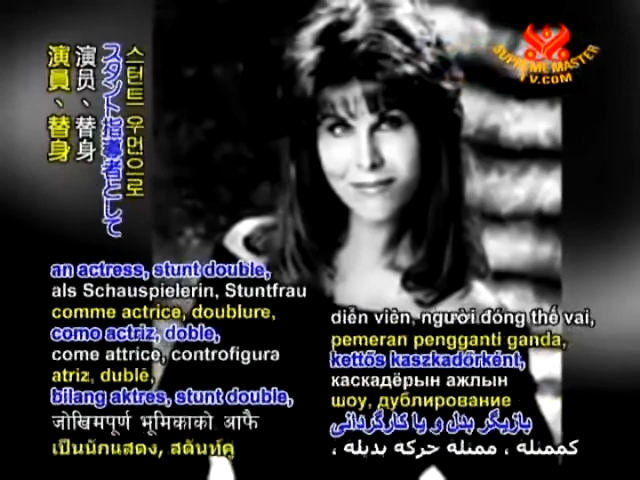 SUPREME MASTER
TV.COM
스턴트 우먼으로
スタント指導者として
演员、替身
演員、替身
an actress, stunt double,
als Schauspielerin, Stuntfrau
comme actrice, doublure,
como actriz, doble,
come attrice, controfigura
atriz, dublê,
bilang aktres, stunt double,
जोखिमपूर्ण भूमिकाको आफै
เป็นนักแสดง, สตันท์คู่
diễn viên, người đóng thế vai,
pemeran pengganti ganda,
kettős kaszkadőrként,
каскадёрын ажлын
шоу, дублирование
بازیگر بدل و یا کارگردانی
كممثلة ، ممثلة حركة بديلة ،